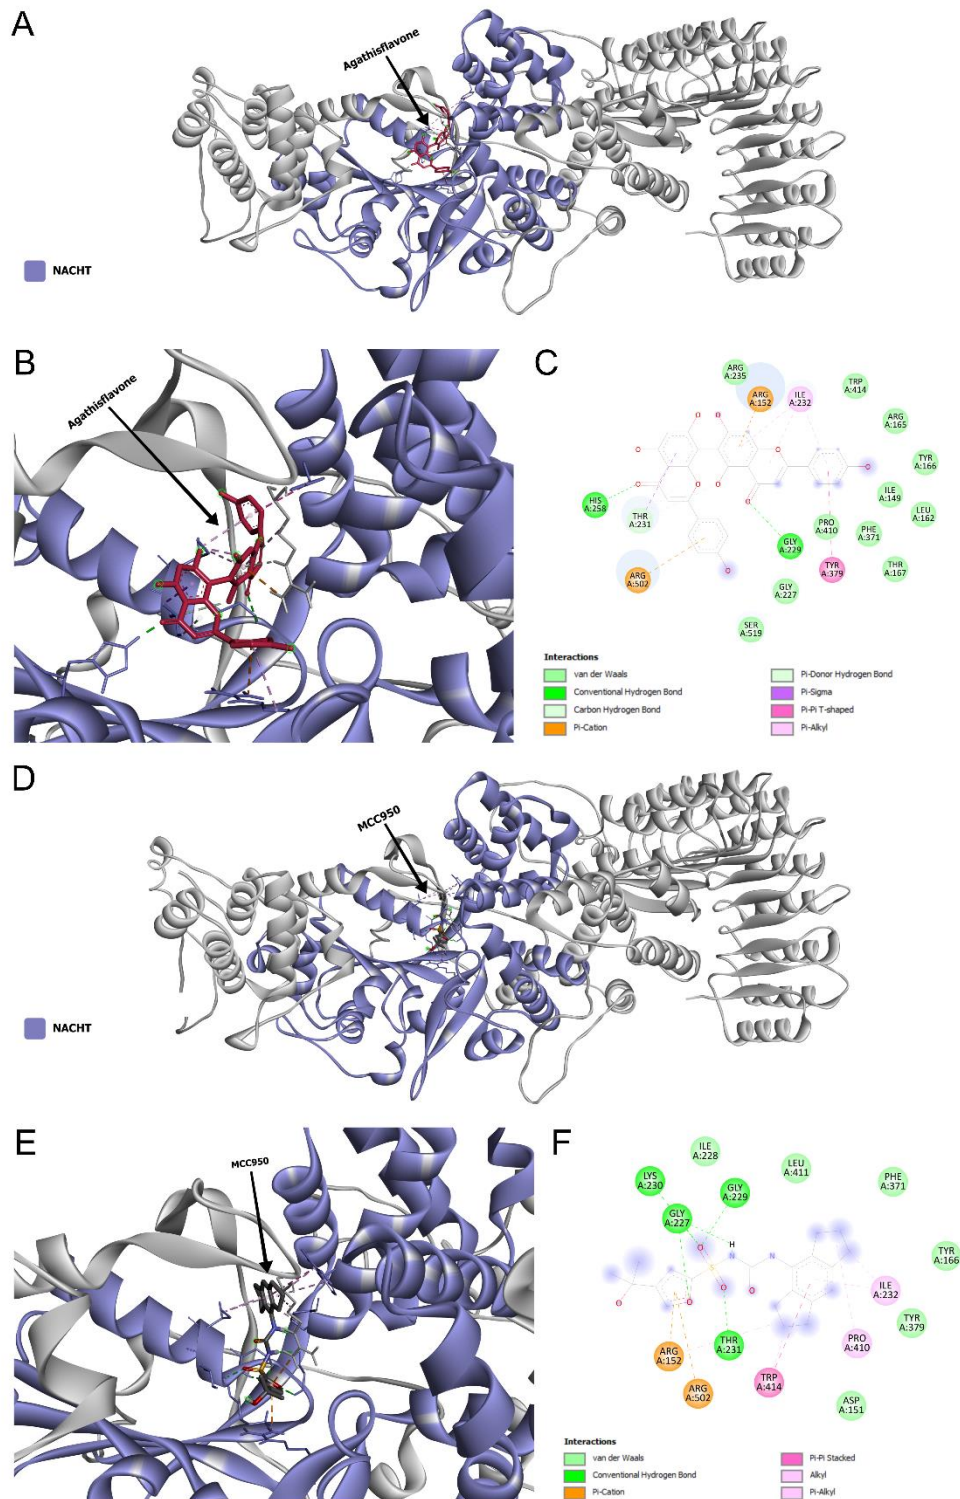 A
Agathisflavone
NACHT
B
Agathisflavone
C
ARG
A:235
ARG
A:152
ILE
A:232
TRP
A:414
ARG
A:165
TYR
A:166
HIS
A:258
THR
A:231
ILE
A:149
LEU
A:162
GLY
A:229
PRO
A:410
PHE
A:371
ARG
A:502
TYR
A:379
THR
A:167
GLY
A:227
SER
A:519
Interactions
van der Waals
Conventional Hydrogen Bond
Carbon Hydrogen Bond
Pi-Cation
Pi-Donor Hydrogen Bond
Pi-Sigma
Pi-Pi T-shaped
Pi-Alkyl
D
MCC950
NACHT
E
MCC950
F
ILE
A:228
LEU
A:411
LYS
A:230
GLY
A:229
PHE
A:371
GLY
A:227
H
N
N
O
O
O
O
O
TYR
A:166
ILE
A:232
TYR
A:379
ARG
A:152
THR
A:231
PRO
A:410
ARG
A:502
TRP
A:414
ASP
A:151
Interactions
van der Waals
Conventional Hydrogen Bond
Pi-Cation
Pi-Pi Stacked
Alkyl
Pi-Alkyl